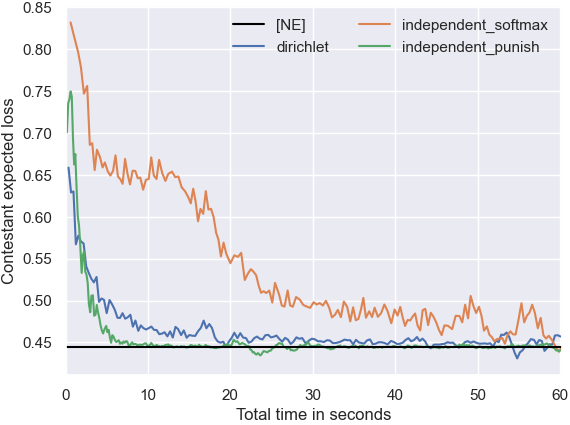 [NE]
dirichlet
independent_softmax
independent_punish
Contestant expected loss
0.85
0.80
0.75
0.70
0.65
0.60
0.55
0.50
0.45
0
10
20
30
40
50
60
Total time in seconds